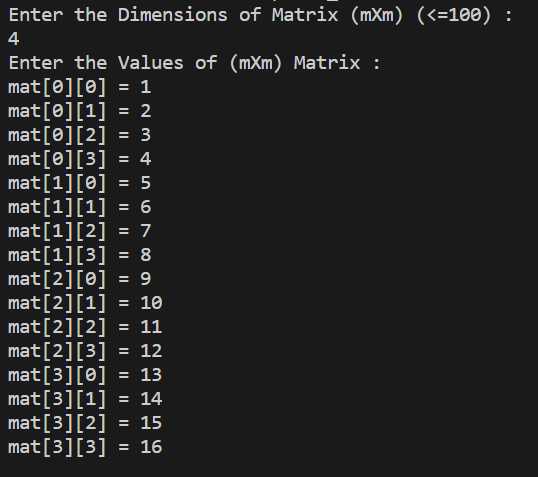 Enter the Dimensions of Matrix (mXm) (<=100) :
4
Enter the Values of (mXm) Matrix :
mat[0][0] = 1
mat[0][1] = 2
mat[0][2] = 3
mat[0][3] = 4
mat[1][0] = 5
mat[1][1] = 6
mat[1][2] = 7
mat[1][3] = 8
mat[2][0] = 9
mat[2][1] = 10
mat[2][2] = 11
mat[2][3] = 12
mat[3][0] = 13
mat[3][1] = 14
mat[3][2] = 15
mat[3][3] = 16